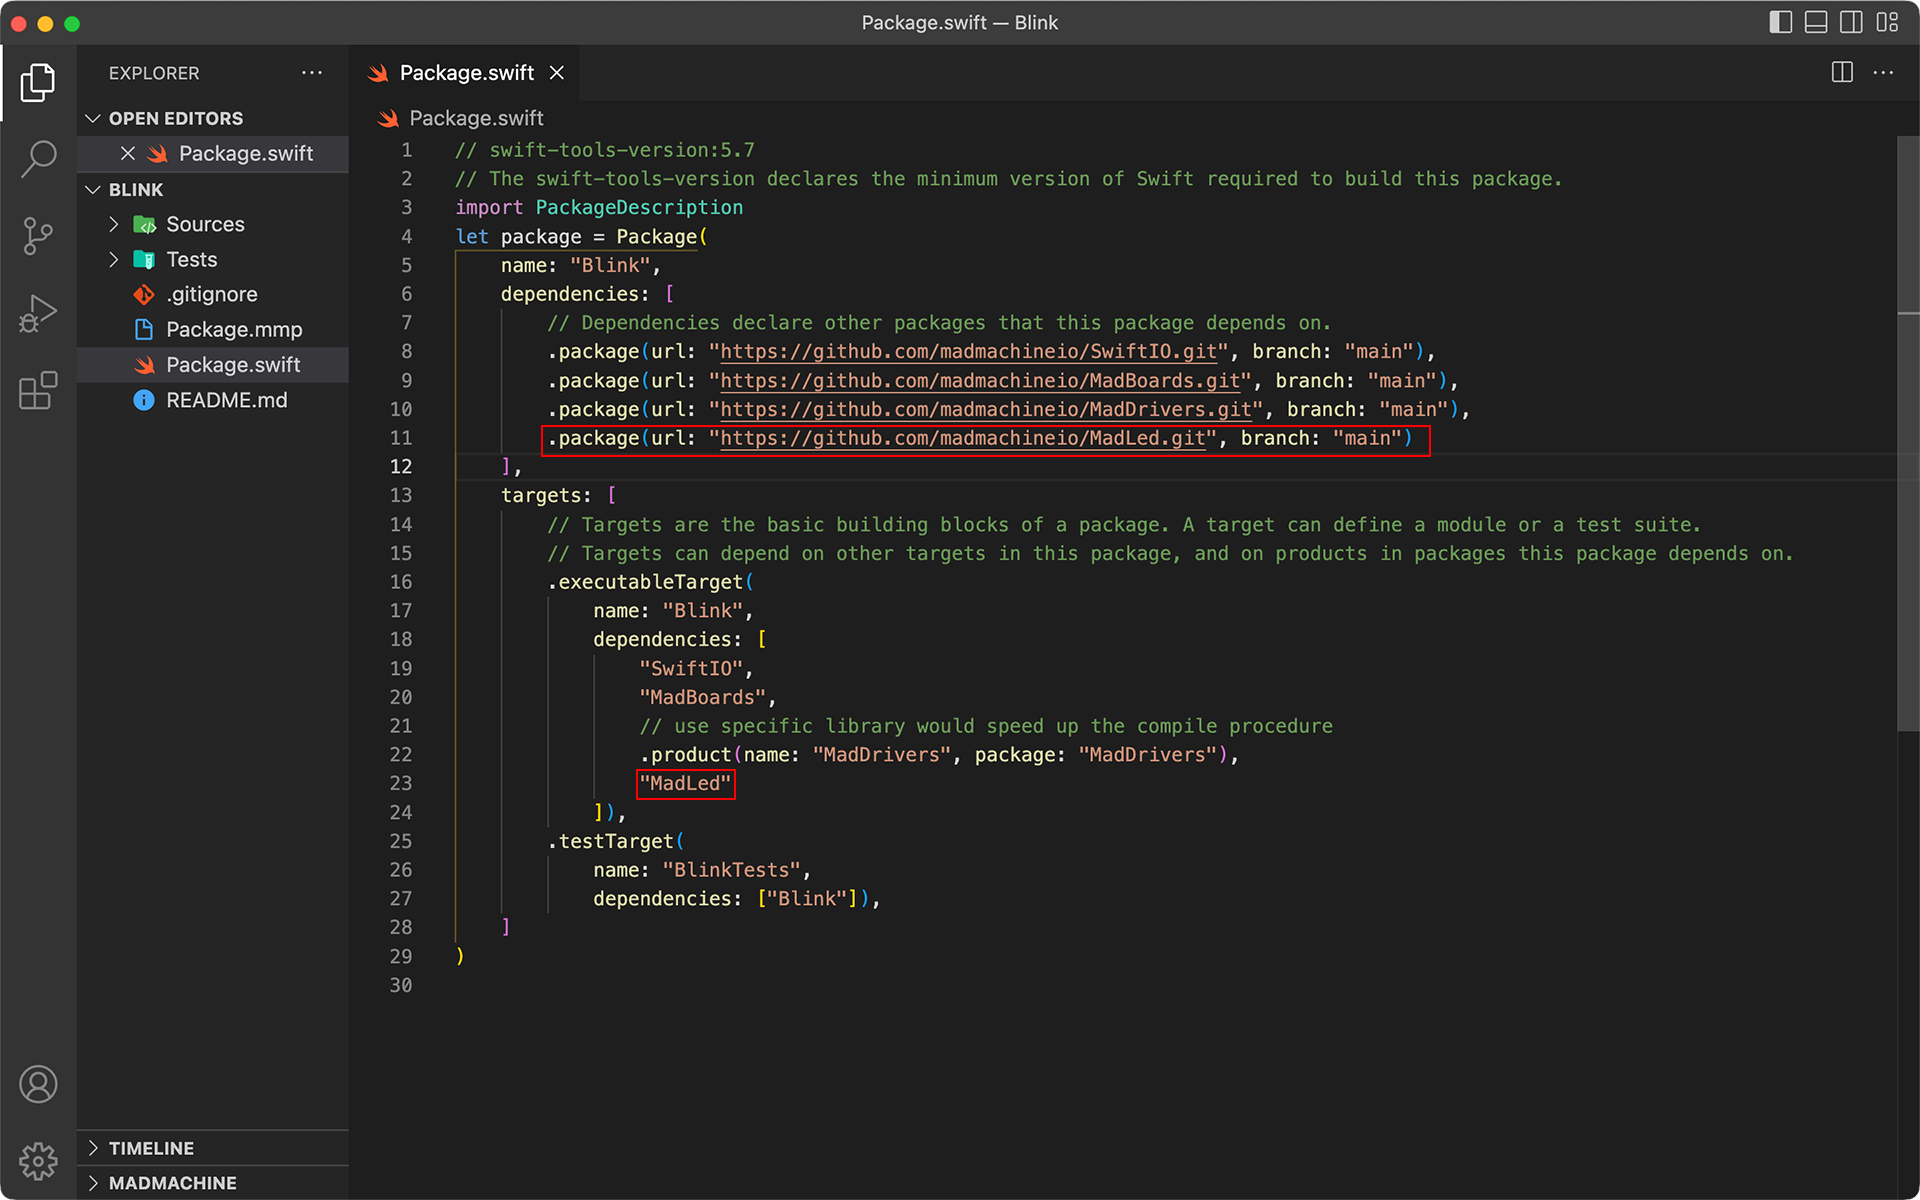 Package.swift — Blink
EXPLORER
OPEN EDITORS
Package.swift
BLINK
Sources
Tests
.gitignore
Package.mmp
Package.swift
README.md
TIMELINE
MADMACHINE
Package.swift
Package.swift
1 // swift-tools-version:5.7
2 // The swift-tools-version declares the minimum version of Swift required to build this package.
3 import PackageDescription
4 let package = Package(
5 name: "Blink",
6 dependencies: [
7 // Dependencies declare other packages that this package depends on.
8 .package(url: "https://github.com/madmachineio/SwiftIO.git", branch: "main"),
9 .package(url: "https://github.com/madmachineio/MadBoards.git", branch: "main"),
10 .package(url: "https://github.com/madmachineio/MadDrivers.git", branch: "main"),
11 .package(url: "https://github.com/madmachineio/MadLed.git", branch: "main")
12 ],
13 targets: [
14 // Targets are the basic building blocks of a package. A target can define a module or a test suite.
15 // Targets can depend on other targets in this package, and on products in packages this package depends on.
16 .executableTarget(
17 name: "Blink",
18 dependencies: [
19 "SwiftIO",
20 "MadBoards",
21 // use specific library would speed up the compile procedure
22 .product(name: "MadDrivers", package: "MadDrivers"),
23 "MadLed"
24 ]),
25 .testTarget(
26 name: "BlinkTests",
27 dependencies: ["Blink"]),
28 ]
29 )
30